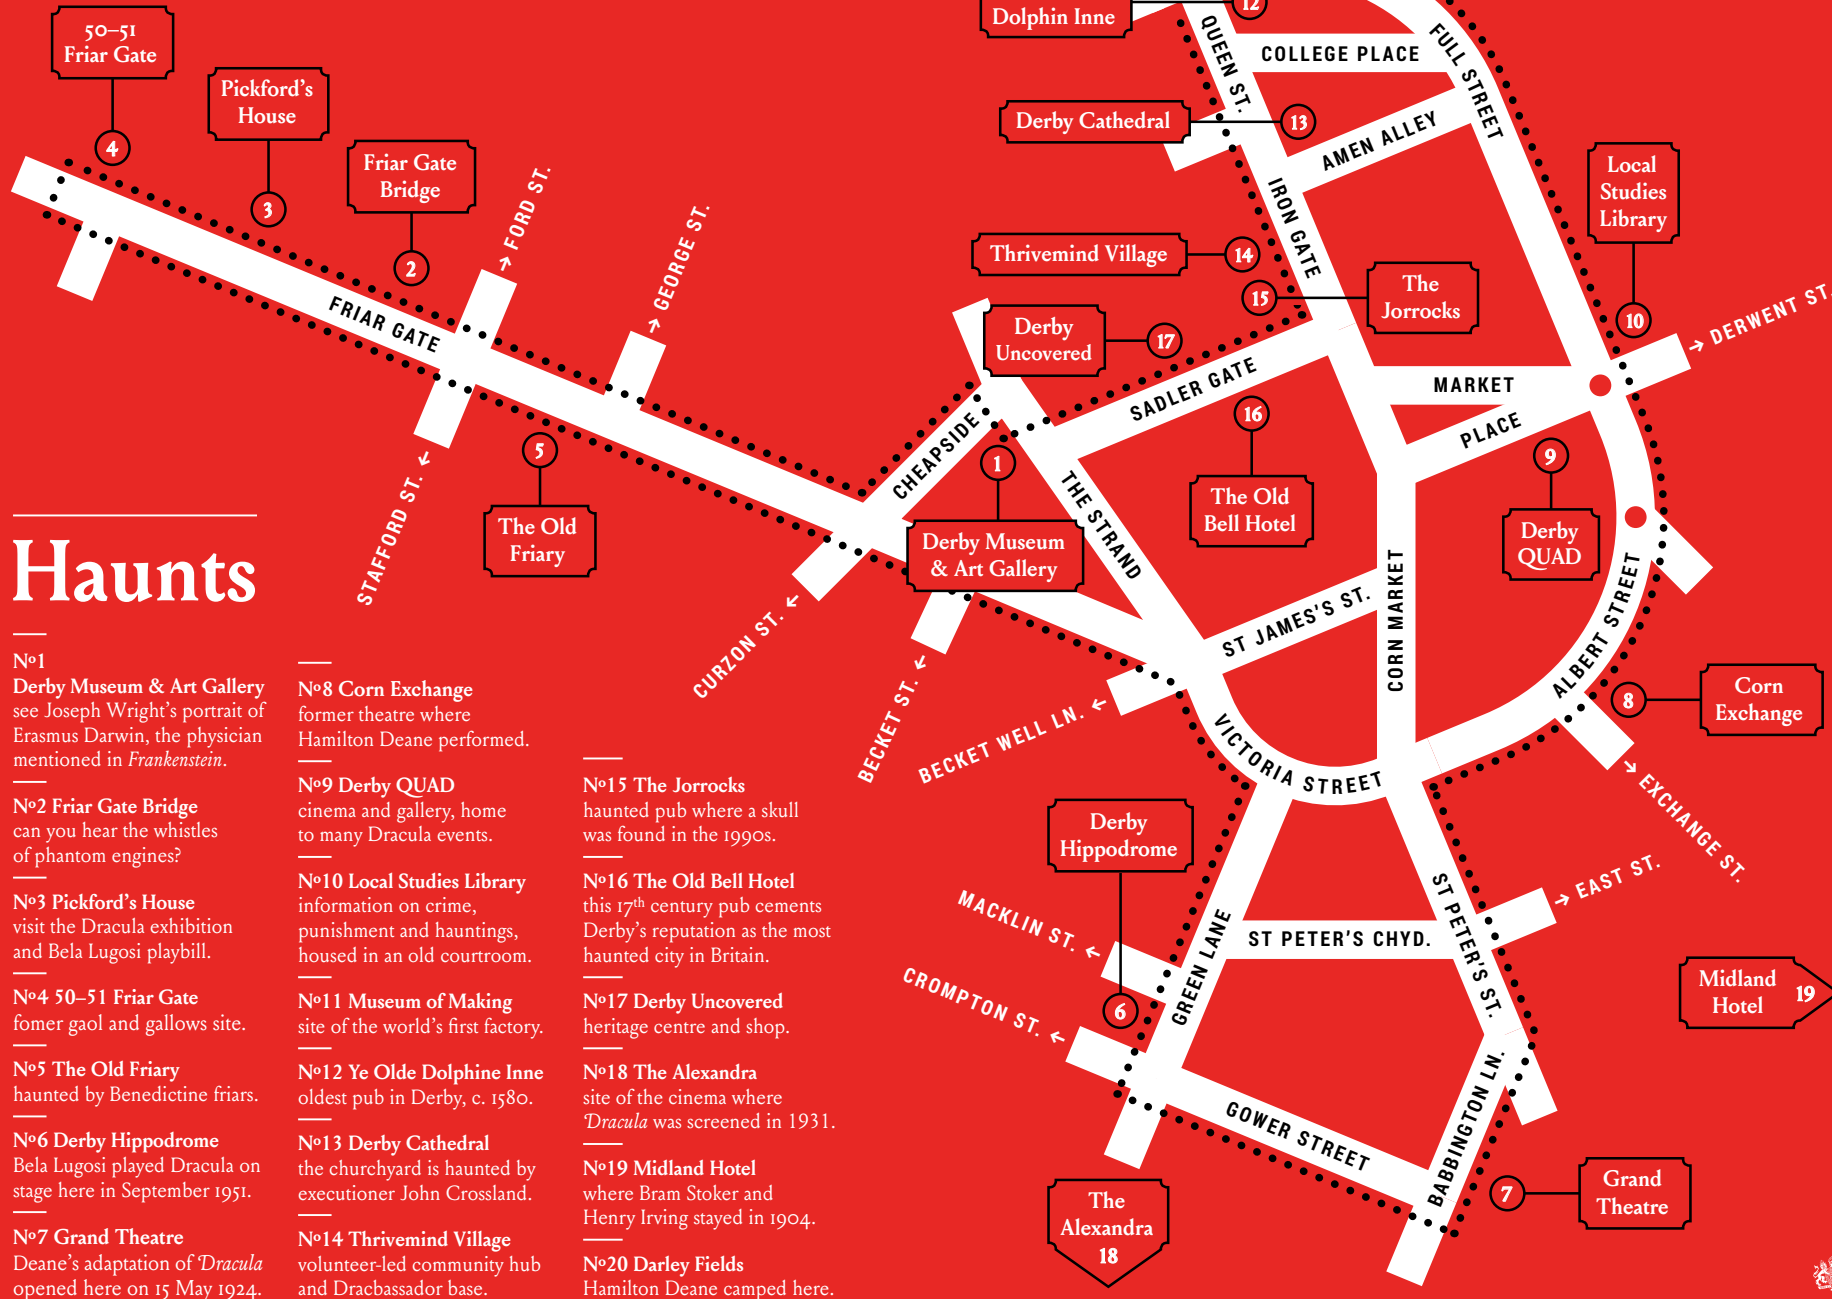 50–51
Friar Gate
4
Pickford's
House
3
Friar Gate
Bridge
2
→ FORD ST.
→ GEORGE ST.
FRIAR GATE
STAFFORD ST. →
5
The Old
Friary
CURZON ST. →
BECKET ST. →
BECKET WELL LN. →
CHEAPSIDE
1
Derby Museum
& Art Gallery
THE STRAND
Dolphin Inne
12
QUEEN ST.
COLLEGE PLACE
FULL STREET
Derby Cathedral
13
AMEN ALLEY
IRON GATE
Thrivemind Village
14
15
The
Jorrocks
Derby
Uncovered
17
SADLER GATE
16
The Old
Bell Hotel
MARKET
PLACE
Local
Studies
Library
10
→ DERWENT ST.
9
Derby
QUAD
ST JAMES'S ST.
CORN MARKET
ALBERT STREET
8
Corn
Exchange
→ EXCHANGE ST.
VICTORIA STREET
Derby
Hippodrome
6
MACKLIN ST. →
CROMPTON ST. →
GREEN LANE
ST PETER'S CHYD.
ST PETER'S ST.
→ EAST ST.
Midland
Hotel
19
GOWER STREET
BABBINGTON LN.
7
Grand
Theatre
The
Alexandra
18
Haunts
Nº1
Derby Museum & Art Gallery
see Joseph Wright's portrait of
Erasmus Darwin, the physician
mentioned in Frankenstein.
Nº2 Friar Gate Bridge
can you hear the whistles
of phantom engines?
Nº3 Pickford's House
visit the Dracula exhibition
and Bela Lugosi playbill.
Nº4 50–51 Friar Gate
fomer gaol and gallows site.
Nº5 The Old Friary
haunted by Benedictine friars.
Nº6 Derby Hippodrome
Bela Lugosi played Dracula on
stage here in September 1951.
Nº7 Grand Theatre
Deane's adaptation of Dracula
opened here on 15 May 1924.
Nº8 Corn Exchange
former theatre where
Hamilton Deane performed.
Nº9 Derby QUAD
cinema and gallery, home
to many Dracula events.
Nº10 Local Studies Library
information on crime,
punishment and hauntings,
housed in an old courtroom.
Nº11 Museum of Making
site of the world's first factory.
Nº12 Ye Olde Dolphine Inne
oldest pub in Derby, c. 1580.
Nº13 Derby Cathedral
the churchyard is haunted by
executioner John Crossland.
Nº14 Thrivemind Village
volunteer-led community hub
and Dracbassador base.
Nº15 The Jorrocks
haunted pub where a skull
was found in the 1990s.
Nº16 The Old Bell Hotel
this 17th century pub cements
Derby's reputation as the most
haunted city in Britain.
Nº17 Derby Uncovered
heritage centre and shop.
Nº18 The Alexandra
site of the cinema where
Dracula was screened in 1931.
Nº19 Midland Hotel
where Bram Stoker and
Henry Irving stayed in 1904.
Nº20 Darley Fields
Hamilton Deane camped here.